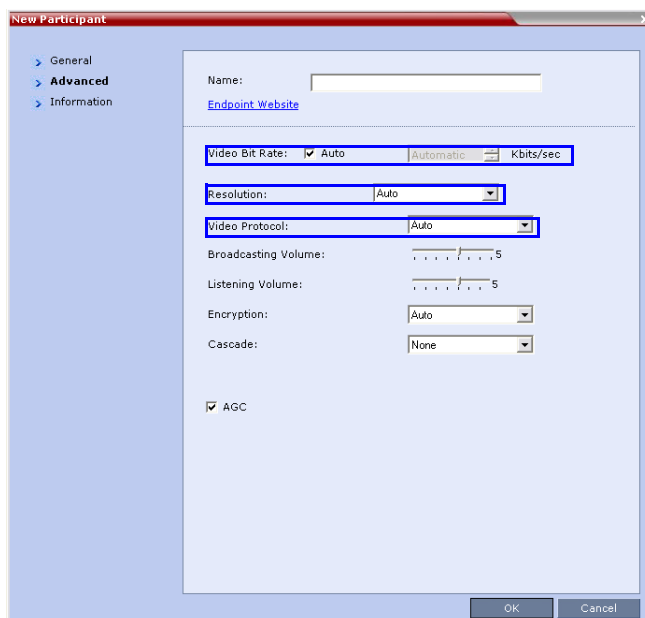 New Participant
General
Advanced
Information
Name:
Endpoint Website
Video Bit Rate: Auto Automatic Kbits/sec
Resolution: Auto
Video Protocol: Auto
Broadcasting Volume: 5
Listening Volume: 5
Encryption: Auto
Cascade: None
AGC
OK Cancel